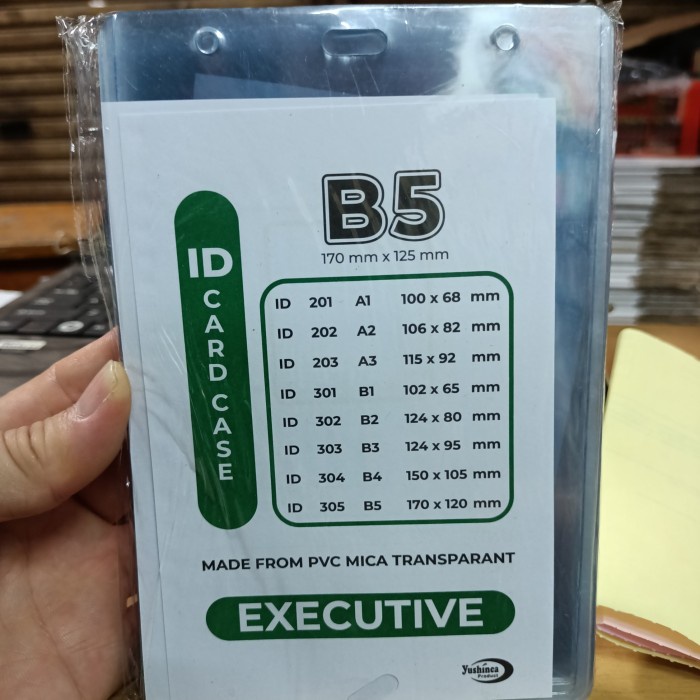 B5
170 mm x 125 mm
ID CARD CASE
ID 201 A1 100 x 68 mm
ID 202 A2 106 x 82 mm
ID 203 A3 115 x 92 mm
ID 301 B1 102 x 65 mm
ID 302 B2 124 x 80 mm
ID 303 B3 124 x 95 mm
ID 304 B4 150 x 105 mm
ID 305 B5 170 x 120 mm
MADE FROM PVC MICA TRANSPARANT
EXECUTIVE
Yushinca
Product